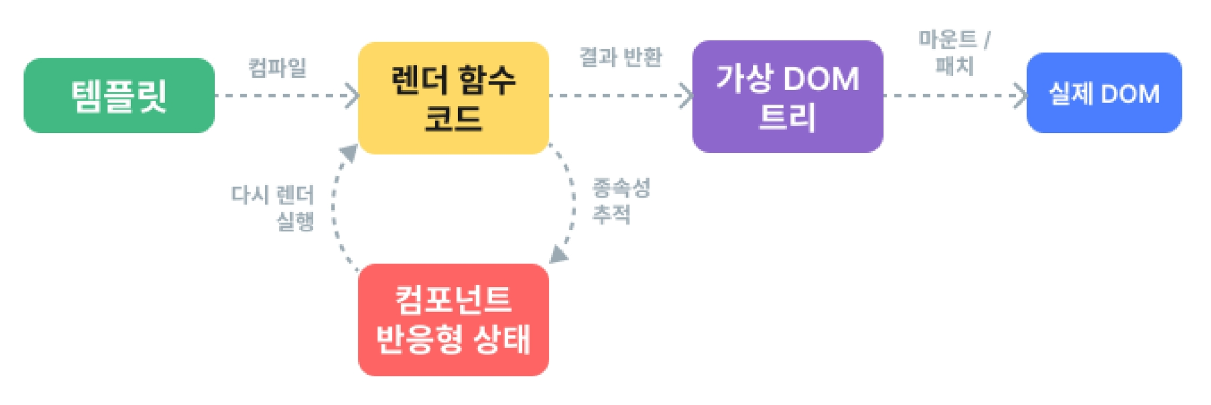 템플릿
컴파일
렌더 함수
코드
결과 반환
가상 DOM
트리
마운트 /
패치
실제 DOM
다시 렌더
실행
종속성
추적
컴포넌트
반응형 상태